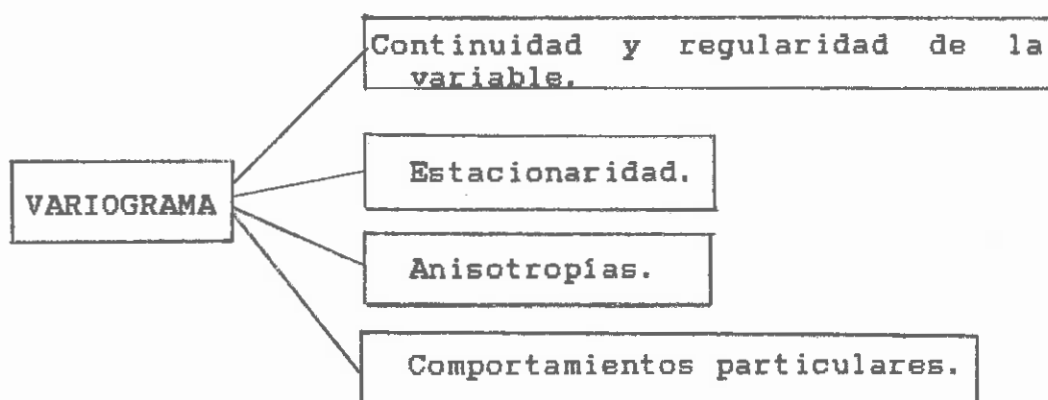 Continuidad y regularidad de la
variable.
Estacionaridad.
VARIOGRAMA
Anisotropías.
Comportamientos particulares.